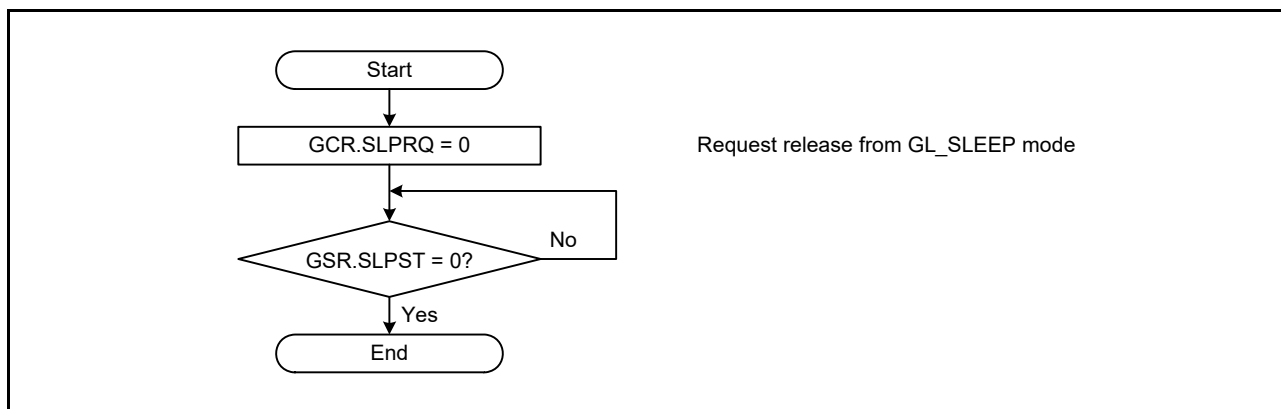 Start
GCR.SLPRQ = 0
Request release from GL_SLEEP mode
No
GSR.SLPST = 0?
Yes
End